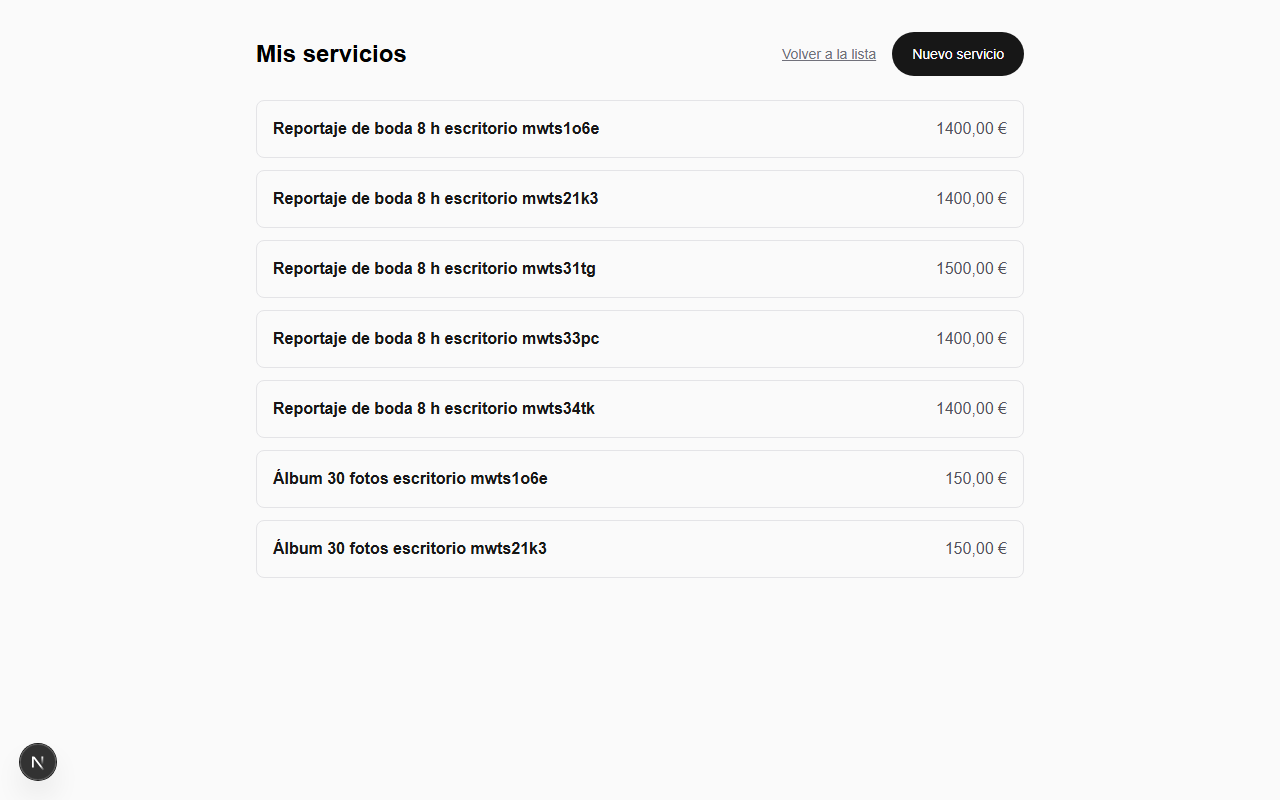 Mis servicios
Volver a la lista
Nuevo servicio
Reportaje de boda 8 h escritorio mwts1o6e
1400,00 €
Reportaje de boda 8 h escritorio mwts21k3
1400,00 €
Reportaje de boda 8 h escritorio mwts31tg
1500,00 €
Reportaje de boda 8 h escritorio mwts33pc
1400,00 €
Reportaje de boda 8 h escritorio mwts34tk
1400,00 €
Álbum 30 fotos escritorio mwts1o6e
150,00 €
Álbum 30 fotos escritorio mwts21k3
150,00 €
N